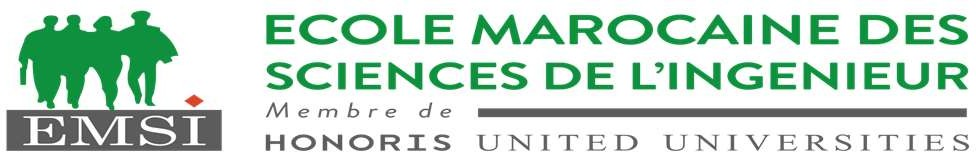 EMSI
ECOLE MAROCAINE DES
SCIENCES DE L'INGENIEUR
Membre de
HONORIS UNITED UNIVERSITIES